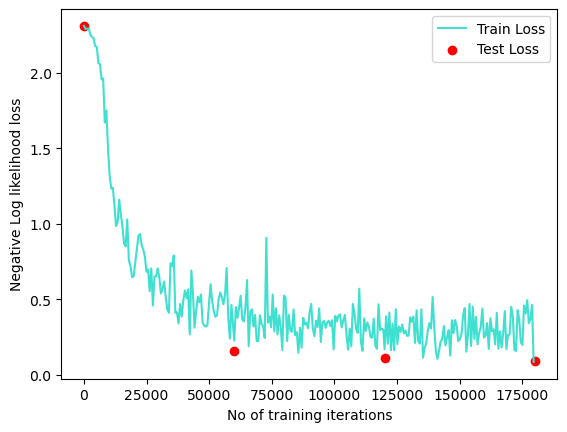 Train Loss
Test Loss
Negative Log likelihood loss
2.0
1.5
1.0
0.5
0.0
0 25000 50000 75000 100000 125000 150000 175000
No of training iterations